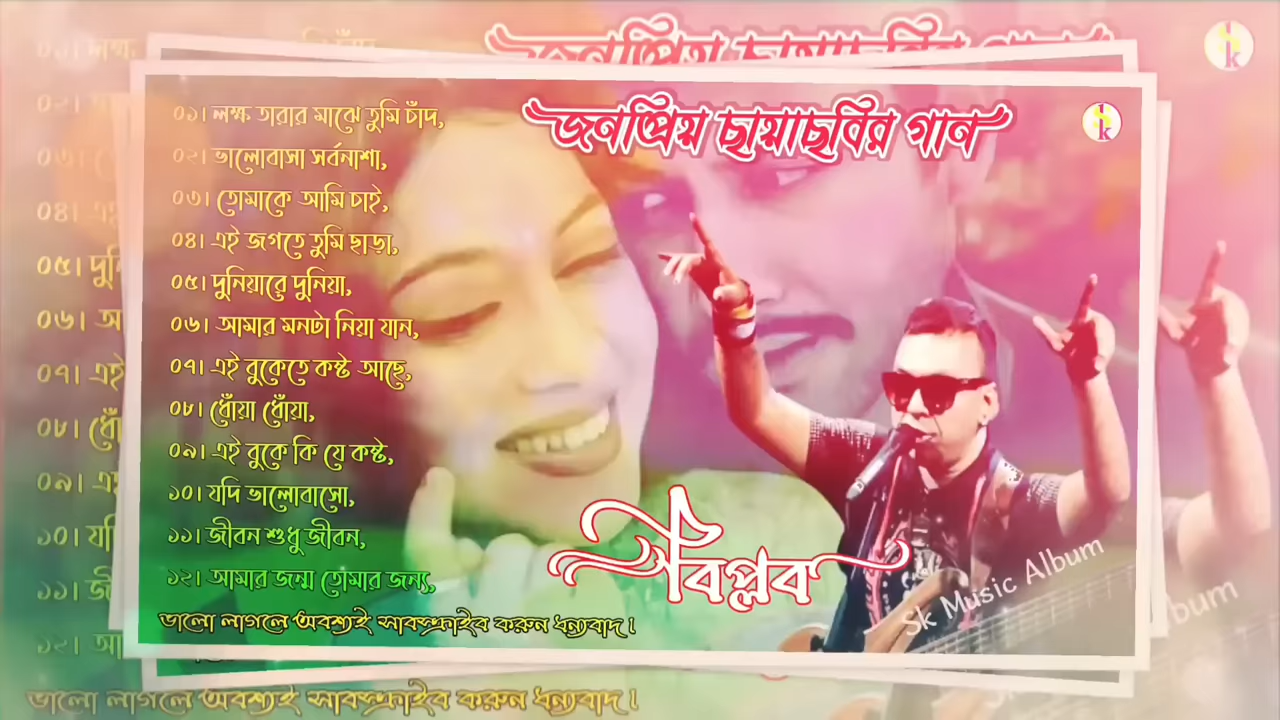 জনপ্রিয় ছায়াছবির গান
Sk
০১। লক্ষ তারার মাঝে তুমি চাঁদ,
০২। ভালোবাসা সর্বনাশা,
০৩। তোমাকে আমি চাই,
০৪। এই জগতে তুমি ছাড়া,
০৫। দুনিয়ারে দুনিয়া,
০৬। আমার মনটা নিয়া যান,
০৭। এই বুকেতে কষ্ট আছে,
০৮। ধোঁয়া ধোঁয়া,
০৯। এই বুকে কি যে কষ্ট,
১০। যদি ভালোবাসো,
১১। জীবন শুধু জীবন,
১২। আমার জন্ম তোমার জন্য,
ভালো লাগলে অবশ্যই সাবস্ক্রাইব করুন ধন্যবাদ।
বিপ্লব
Sk Music Album